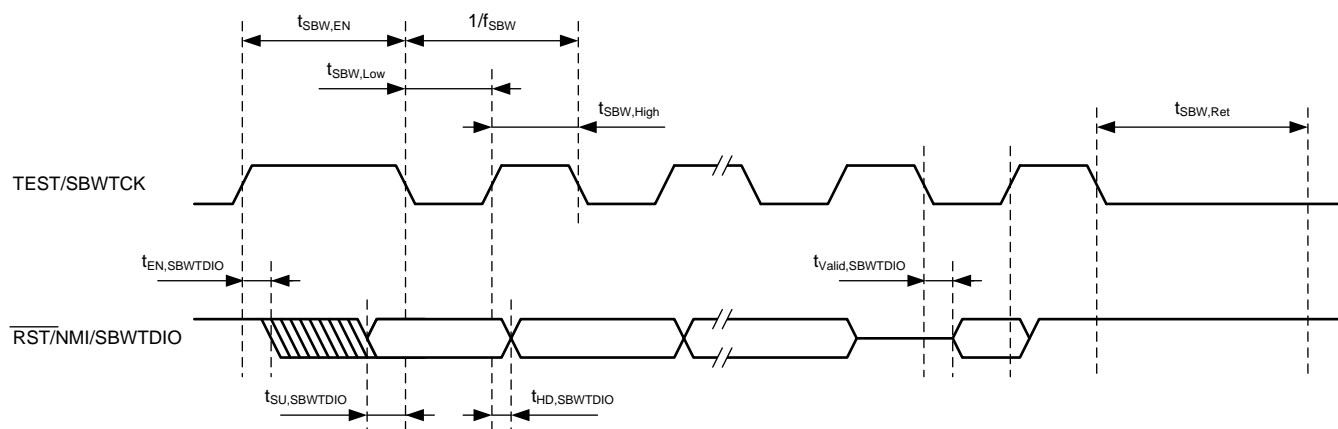 tSBW,EN
1/fSBW
tSBW,Low
tSBW,High
tSBW,Ret
TEST/SBWTCK
tEN,SBWTDIO
tValid,SBWTDIO
RST/NMI/SBWTDIO
tSU,SBWTDIO
tHD,SBWTDIO